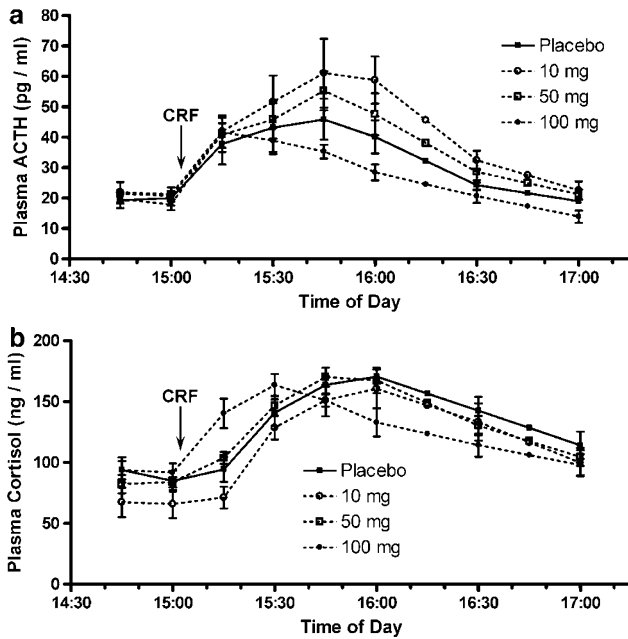 a
Plasma ACTH (pg / ml)
80
70
60
50
40
30
20
10
0
CRF
Placebo
10 mg
50 mg
100 mg
14:30
15:00
15:30
16:00
16:30
17:00
Time of Day
b
Plasma Cortisol (ng / ml)
200
150
100
50
0
CRF
Placebo
10 mg
50 mg
100 mg
14:30
15:00
15:30
16:00
16:30
17:00
Time of Day